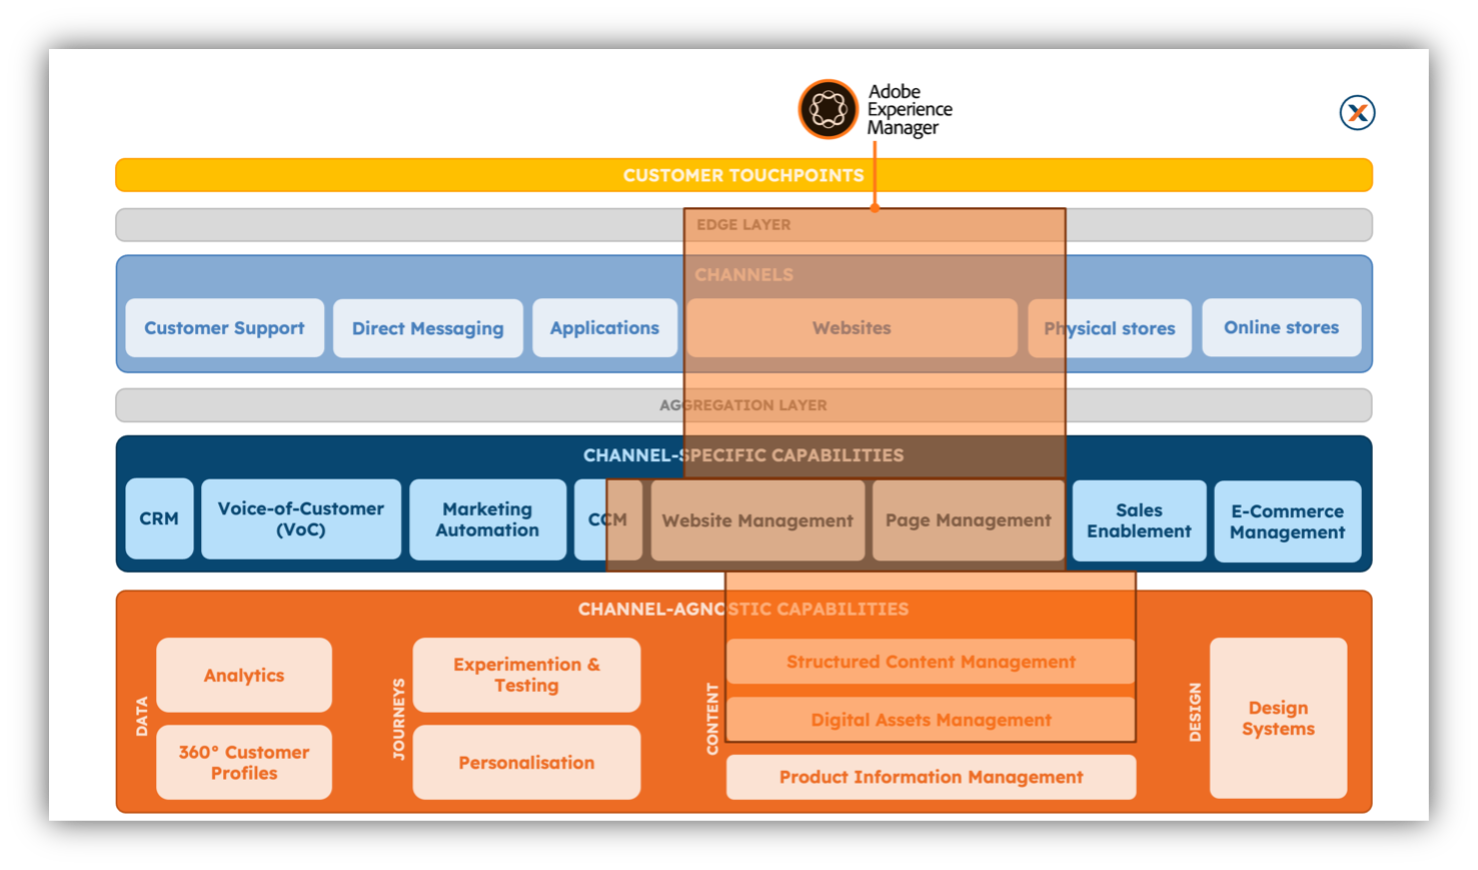 Adobe
Experience
Manager
CUSTOMER TOUCHPOINTS
EDGE LAYER
CHANNELS
Customer Support
Direct Messaging
Applications
Websites
Physical stores
Online stores
AGGREGATION LAYER
CHANNEL-SPECIFIC CAPABILITIES
CRM
Voice-of-Customer
(VoC)
Marketing
Automation
CCM
Website Management
Page Management
Sales
Enablement
E-Commerce
Management
CHANNEL-AGNOSTIC CAPABILITIES
DATA
Analytics
360° Customer
Profiles
JOURNEYS
Experimention &
Testing
Personalisation
CONTENT
Structured Content Management
Digital Assets Management
Product Information Management
DESIGN
Design
Systems